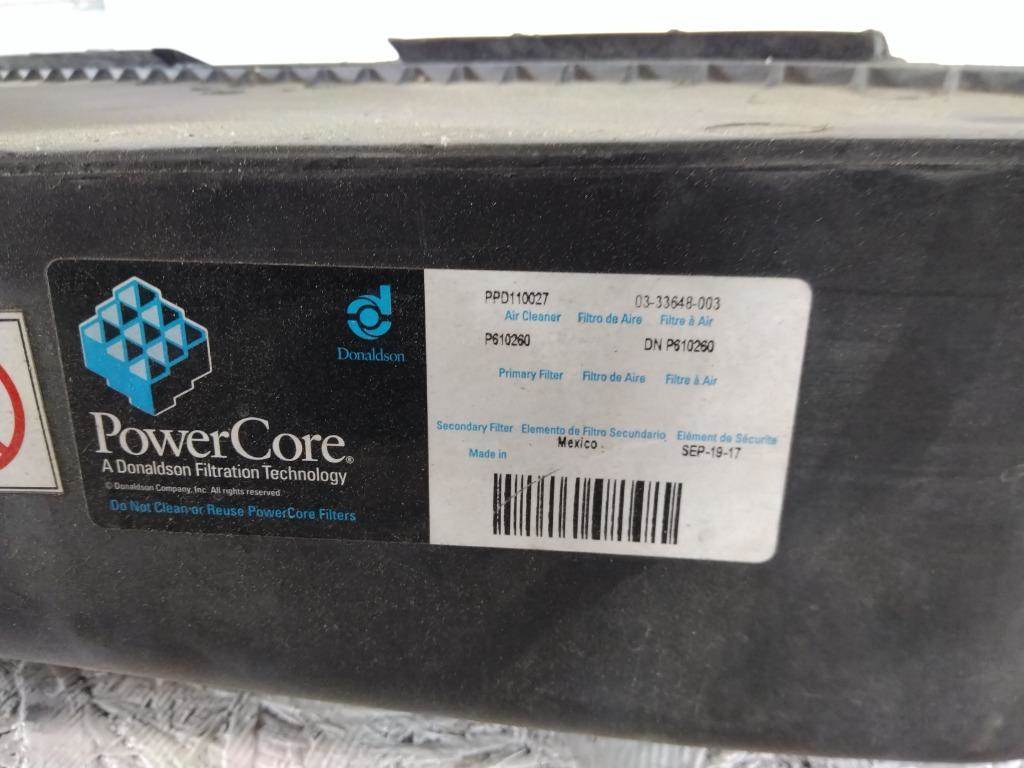 Donaldson
PowerCore®
A Donaldson Filtration Technology
© Donaldson Company, Inc. All rights reserved
Do Not Clean or Reuse PowerCore Filters
PPD110027 03-33648-003
Air Cleaner Filtro de Aire Filtre à Air
P610260 DN P610260
Primary Filter Filtro de Aire Filtre à Air
Secondary Filter Elemento de Filtro Secundario Elément de Sécurite
Mexico SEP-19-17
Made in